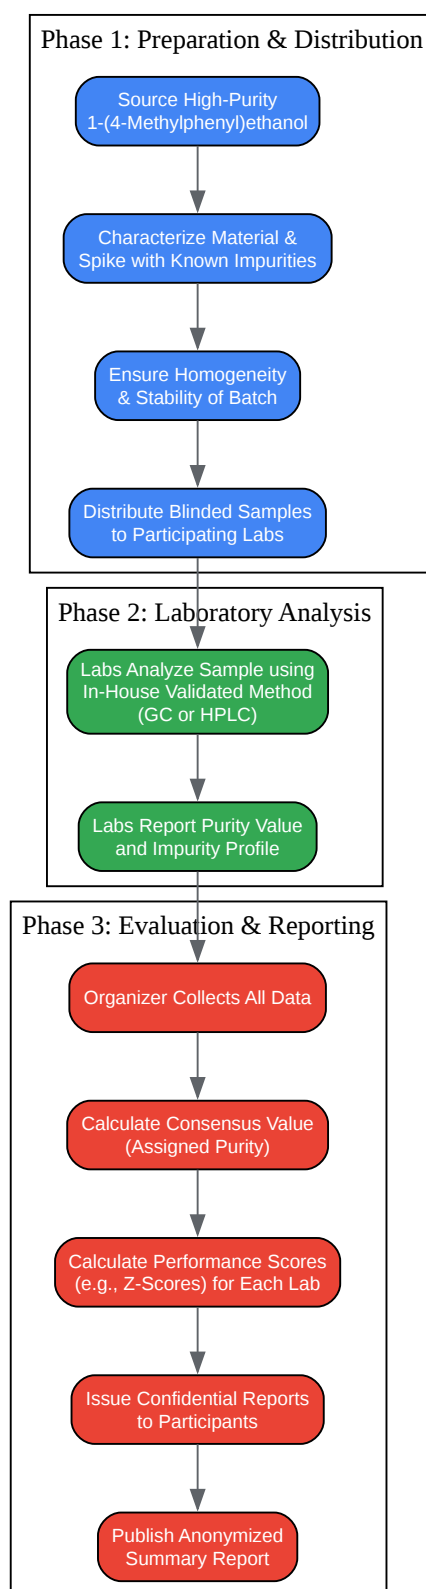 Phase 1: Preparation & Distribution
Source High-Purity
1-(4-Methylphenyl)ethanol
Characterize Material &
Spike with Known Impurities
Ensure Homogeneity
& Stability of Batch
Distribute Blinded Samples
to Participating Labs
Phase 2: Laboratory Analysis
Labs Analyze Sample using
In-House Validated Method
(GC or HPLC)
Labs Report Purity Value
and Impurity Profile
Phase 3: Evaluation & Reporting
Organizer Collects All Data
Calculate Consensus Value
(Assigned Purity)
Calculate Performance Scores
(e.g., Z-Scores) for Each Lab
Issue Confidential Reports
to Participants
Publish Anonymized
Summary Report